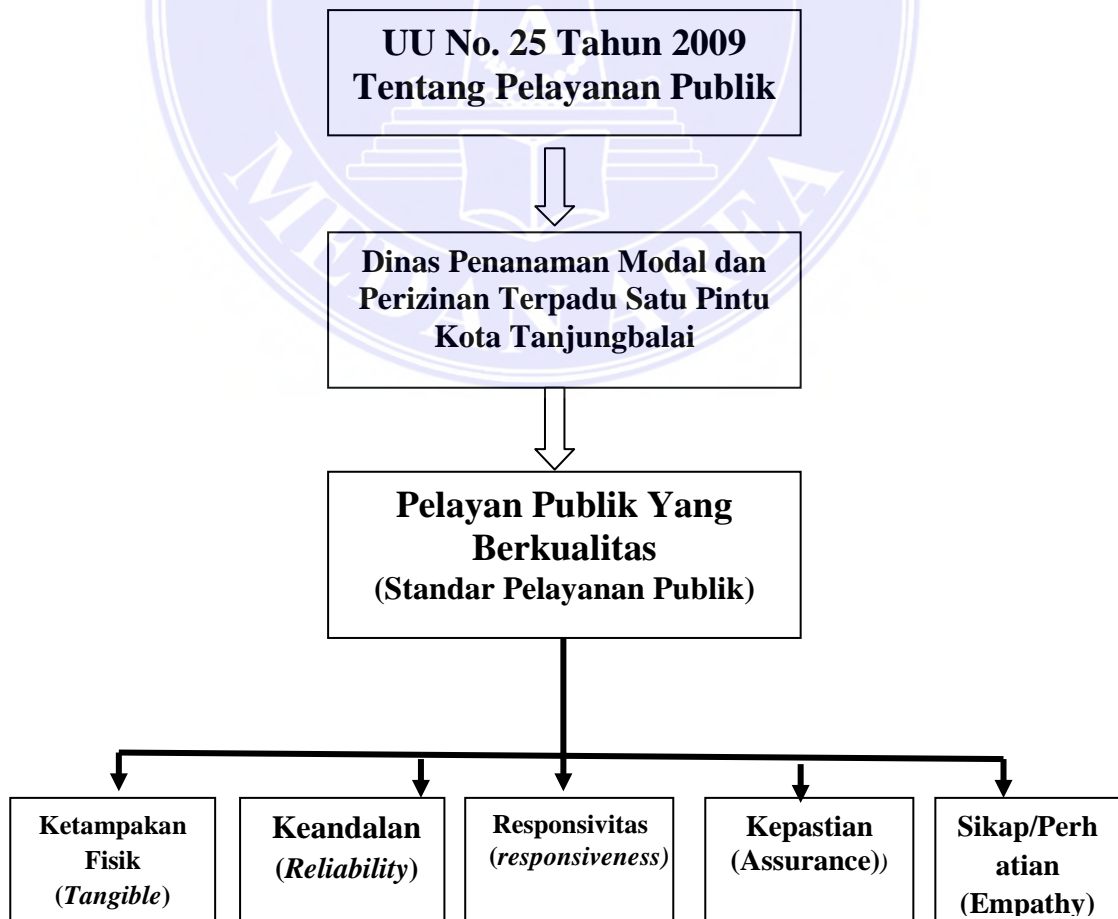 UU No. 25 Tahun 2009
Tentang Pelayanan Publik
MEDAN AREA
Dinas Penanaman Modal dan
Perizinan Terpadu Satu Pintu
Kota Tanjungbalai
Pelayan Publik Yang
Berkualitas
(Standar Pelayanan Publik)
Ketampakan
Fisik
(Tangible)
Keandalan
(Reliability)
Responsivitas
(responsiveness)
Kepastian
(Assurance))
Sikap/Perh
atian
(Empathy)